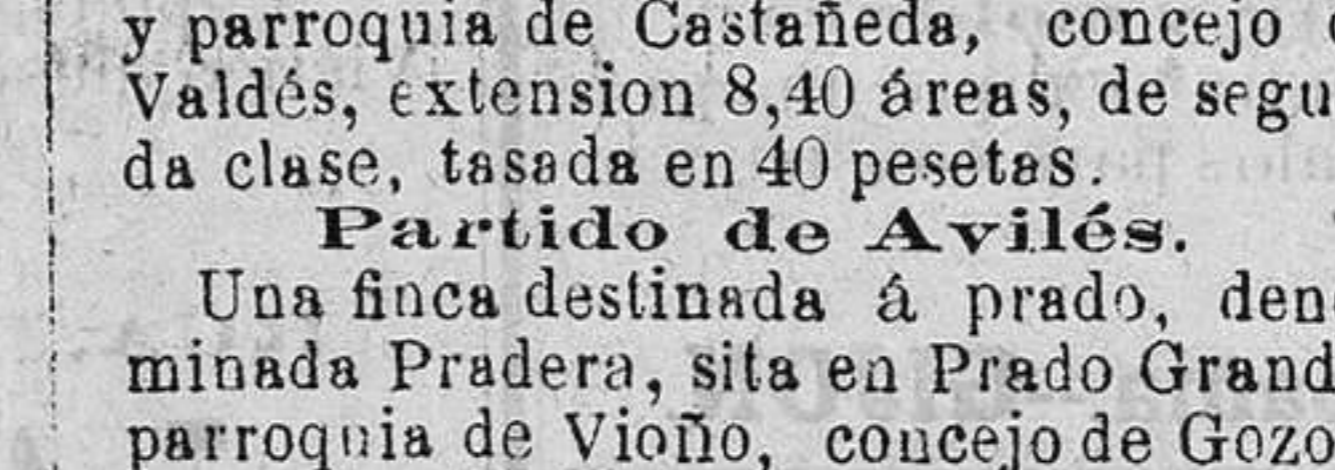 y parroquia de Castañeda, concejo
Valdés, extension 8,40 áreas, de segu
da clase, tasada en 40 pesetas.
Partido de Avilés.
Una finca destinada á prado, den
minada Pradera, sita en Prado Grand
parroquia de Vioño, concejo de Gozo